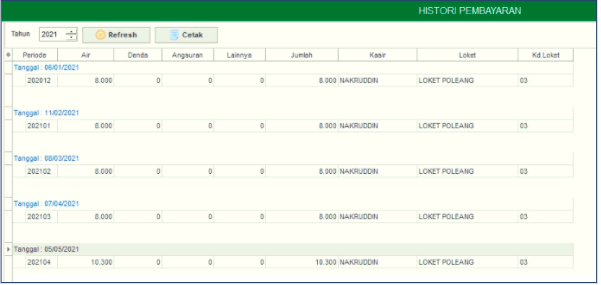 HISTORI PEMBAYARAN
Tahun 2021 Refresh Cetak
Periode Air Denda Angsuran Lainnya Jumlah Kasir Loket Kd.Loket
Tanggal : 06/01/2021
202012 8.000 0 0 0 8.000 NAKRUDDIN LOKET POLEANG 03
Tanggal : 11/02/2021
202101 8.000 0 0 0 8.000 NAKRUDDIN LOKET POLEANG 03
Tanggal : 08/03/2021
202102 8.000 0 0 0 8.000 NAKRUDDIN LOKET POLEANG 03
Tanggal : 07/04/2021
202103 8.000 0 0 0 8.000 NAKRUDDIN LOKET POLEANG 03
Tanggal : 05/05/2021
202104 10.300 0 0 0 10.300 NAKRUDDIN LOKET POLEANG 03